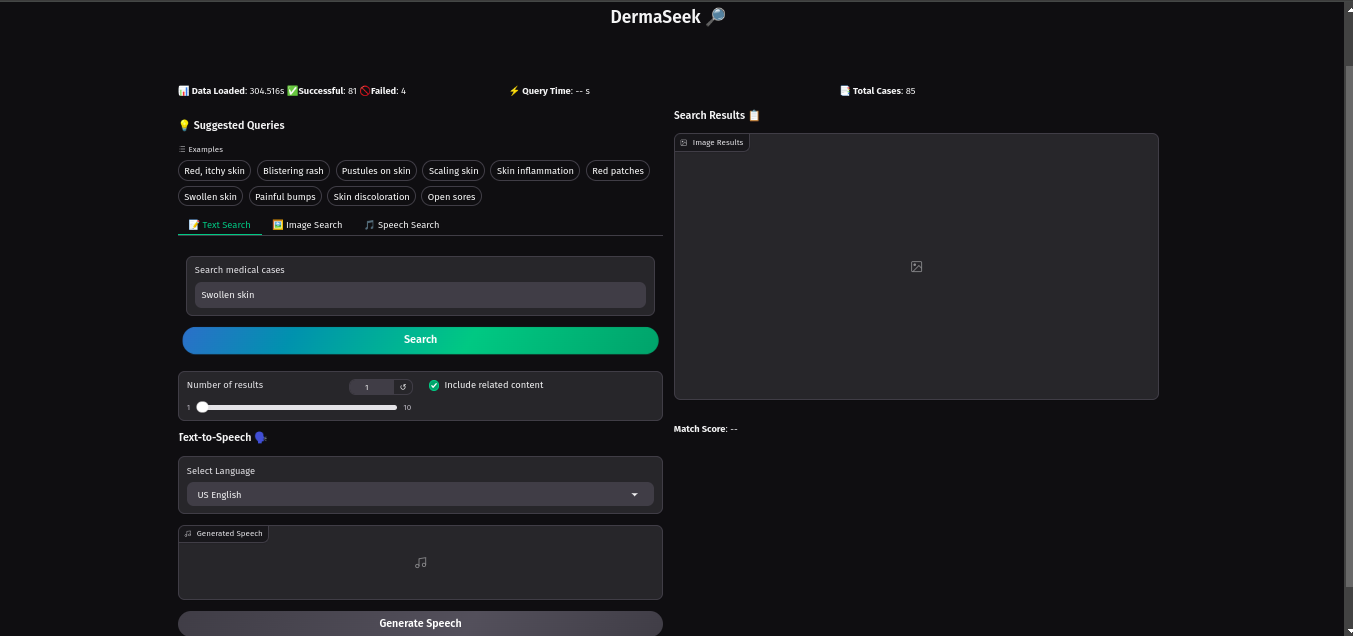 DermaSeek 🔎
📊 Data Loaded: 304.516s ✅Successful: 81 🚫Failed: 4
⚡ Query Time: -- s
📑 Total Cases: 85
💡 Suggested Queries
Examples
Red, itchy skin
Blistering rash
Pustules on skin
Scaling skin
Skin inflammation
Red patches
Swollen skin
Painful bumps
Skin discoloration
Open sores
📝 Text Search
🖼️ Image Search
🎵 Speech Search
Search medical cases
Swollen skin
Search
Number of results
1
Include related content
1
10
Text-to-Speech 🗣️
Select Language
US English
Generated Speech
Generate Speech
Search Results 📋
Image Results
Match Score: --